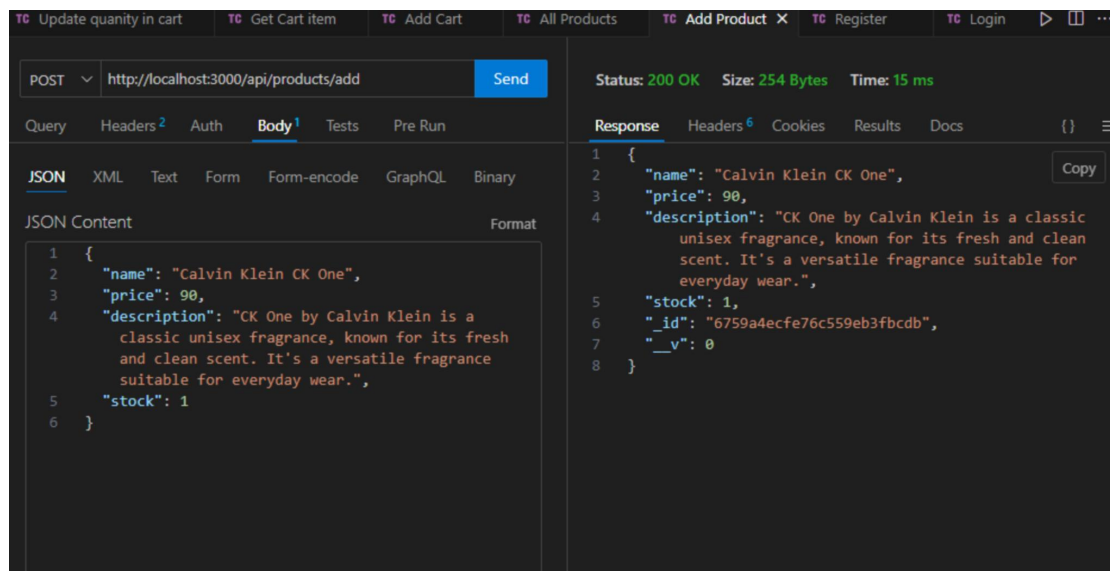 TC Update quanity in cart TC Get Cart item TC Add Cart TC All Products TC Add Product × TC Register TC Login ▷ ...
POST http://localhost:3000/api/products/add Send
Query Headers 2 Auth Body 1 Tests Pre Run
JSON XML Text Form Form-encode GraphQL Binary
JSON Content Format
1 {
2 "name": "Calvin Klein CK One",
3 "price": 90,
4 "description": "CK One by Calvin Klein is a
classic unisex fragrance, known for its fresh
and clean scent. It's a versatile fragrance
suitable for everyday wear.",
5 "stock": 1
6 }
Status: 200 OK Size: 254 Bytes Time: 15 ms
Response Headers 6 Cookies Results Docs {}
Copy
1 {
2 "name": "Calvin Klein CK One",
3 "price": 90,
4 "description": "CK One by Calvin Klein is a classic
unisex fragrance, known for its fresh and clean
scent. It's a versatile fragrance suitable for
everyday wear.",
5 "stock": 1,
6 "_id": "6759a4ecfe76c559eb3fbcdb",
7 "__v": 0
8 }